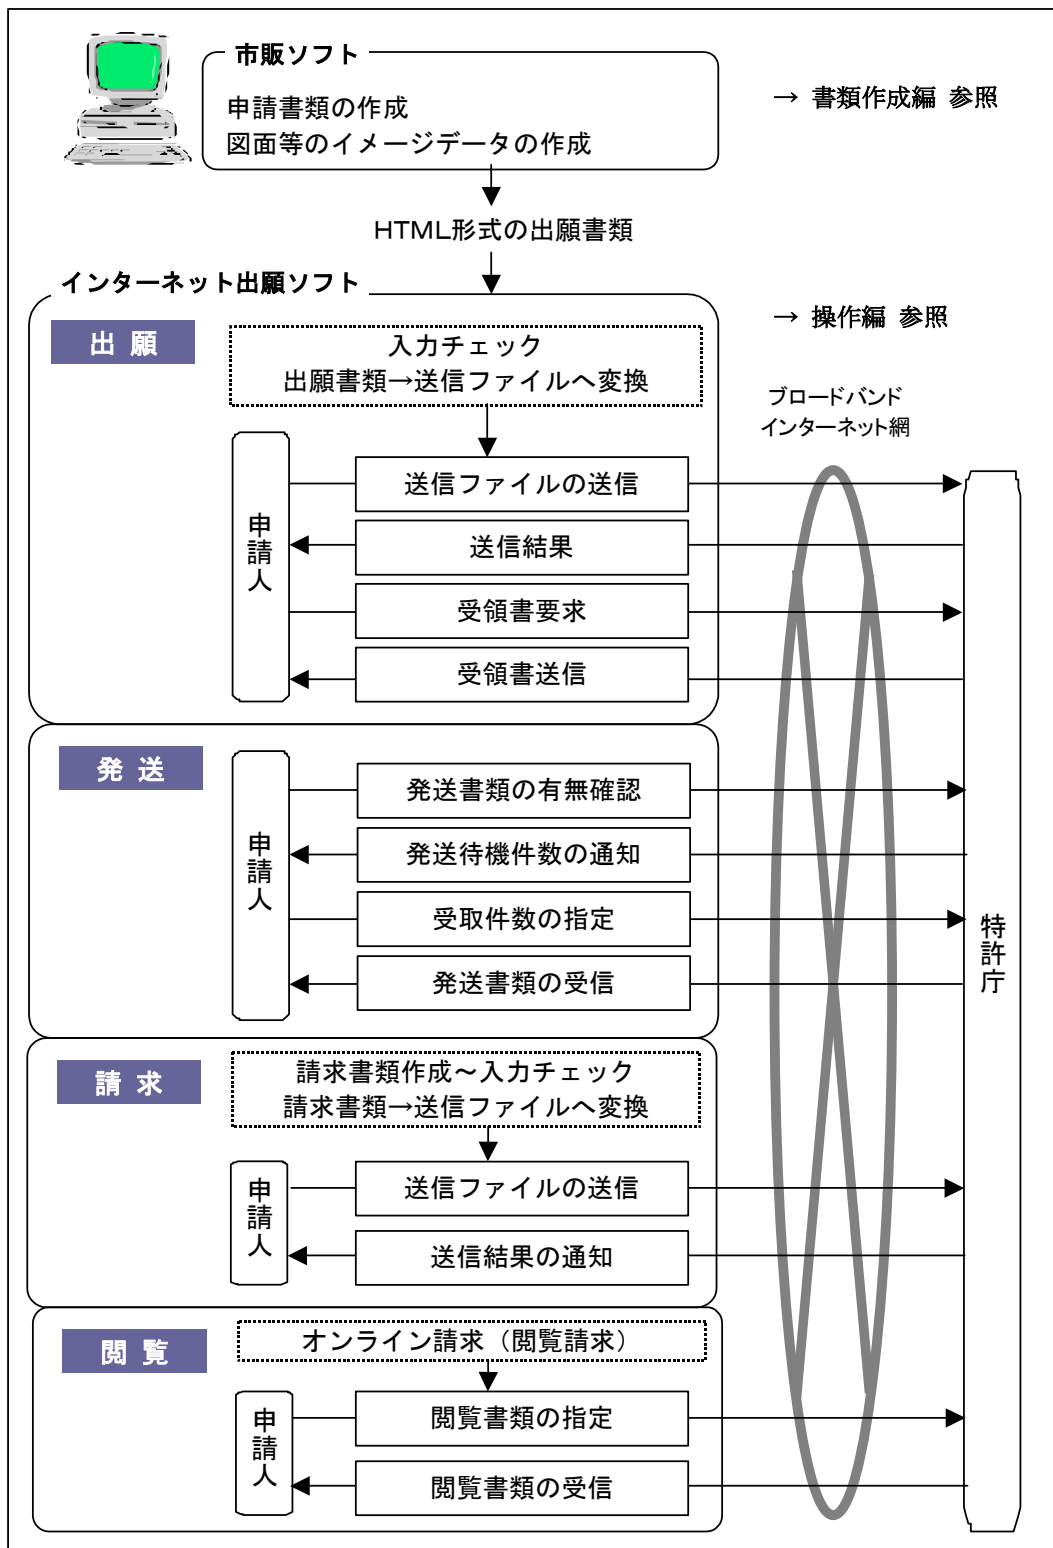 市販ソフト
申請書類の作成
図面等のイメージデータの作成
→ 書類作成編 参照
HTML形式の出願書類
インターネット出願ソフト
→ 操作編 参照
出 願
入力チェック
出願書類→送信ファイルへ変換
ブロードバンド
インターネット網
申請人
送信ファイルの送信
送信結果
受領書要求
受領書送信
特許庁
発 送
申請人
発送書類の有無確認
発送待機件数の通知
受取件数の指定
発送書類の受信
請 求
請求書類作成～入力チェック
請求書類→送信ファイルへ変換
申請人
送信ファイルの送信
送信結果の通知
閲 覧
オンライン請求（閲覧請求）
申請人
閲覧書類の指定
閲覧書類の受信